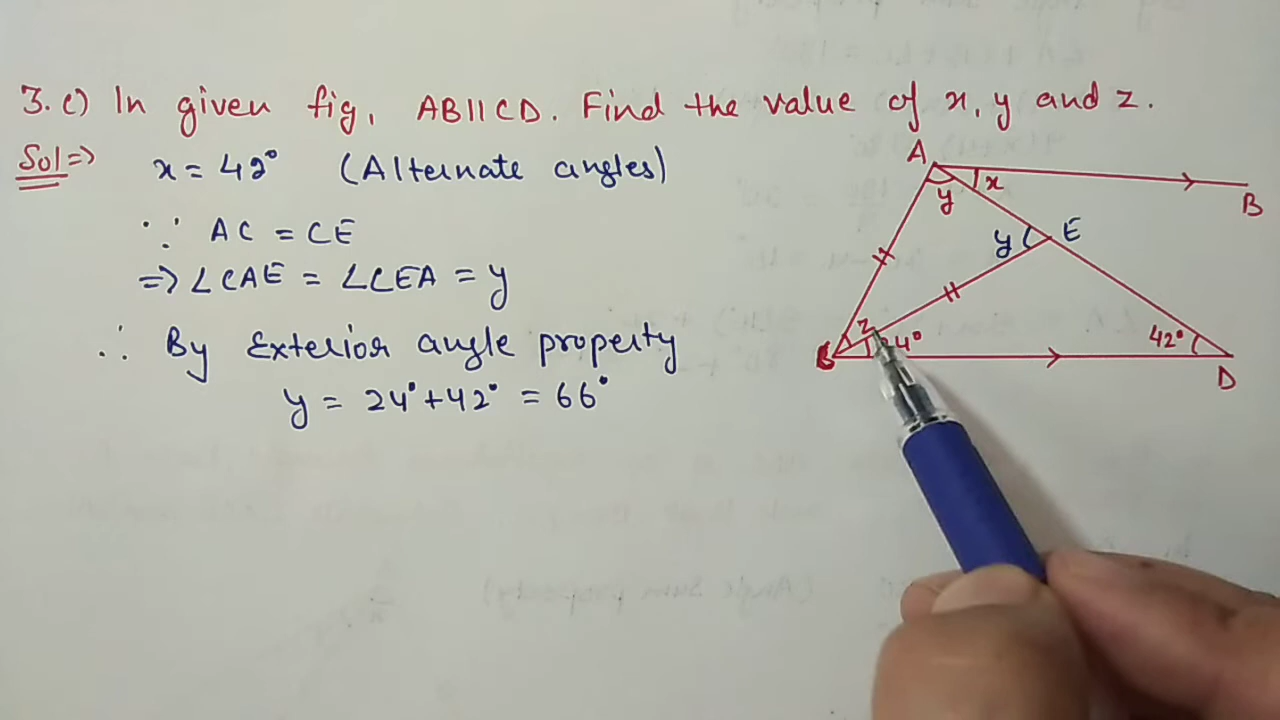 3. c) In given fig, AB||CD. Find the value of x, y and z.
Sol⇒ x = 42° (Alternate angles)
∵ AC = CE
⇒ ∠CAE = ∠CEA = y
∴ By Exterior angle property
y = 24°+42° = 66°
A
x
B
y
y
E
z
4°
42°
C
D